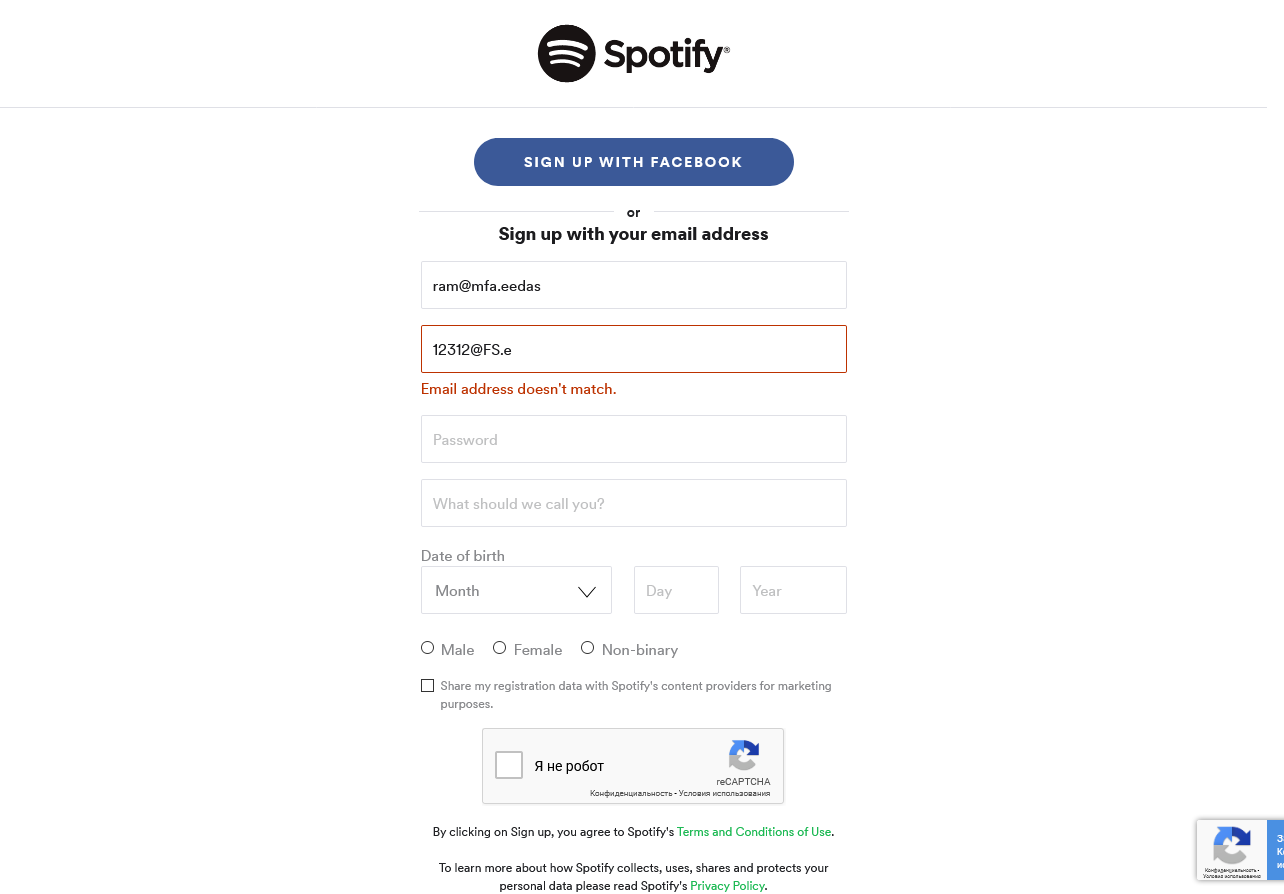 Spotify®
SIGN UP WITH FACEBOOK
or
Sign up with your email address
ram@mfa.eedas
12312@FS.e
Email address doesn't match.
Password
What should we call you?
Date of birth
Month Day Year
Male Female Non-binary
Share my registration data with Spotify's content providers for marketing
purposes.
Я не робот
reCAPTCHA
Конфиденциальность - Условия использования
By clicking on Sign up, you agree to Spotify's Terms and Conditions of Use.
To learn more about how Spotify collects, uses, shares and protects your
personal data please read Spotify's Privacy Policy.
Конфиденциальность -
Условия использования